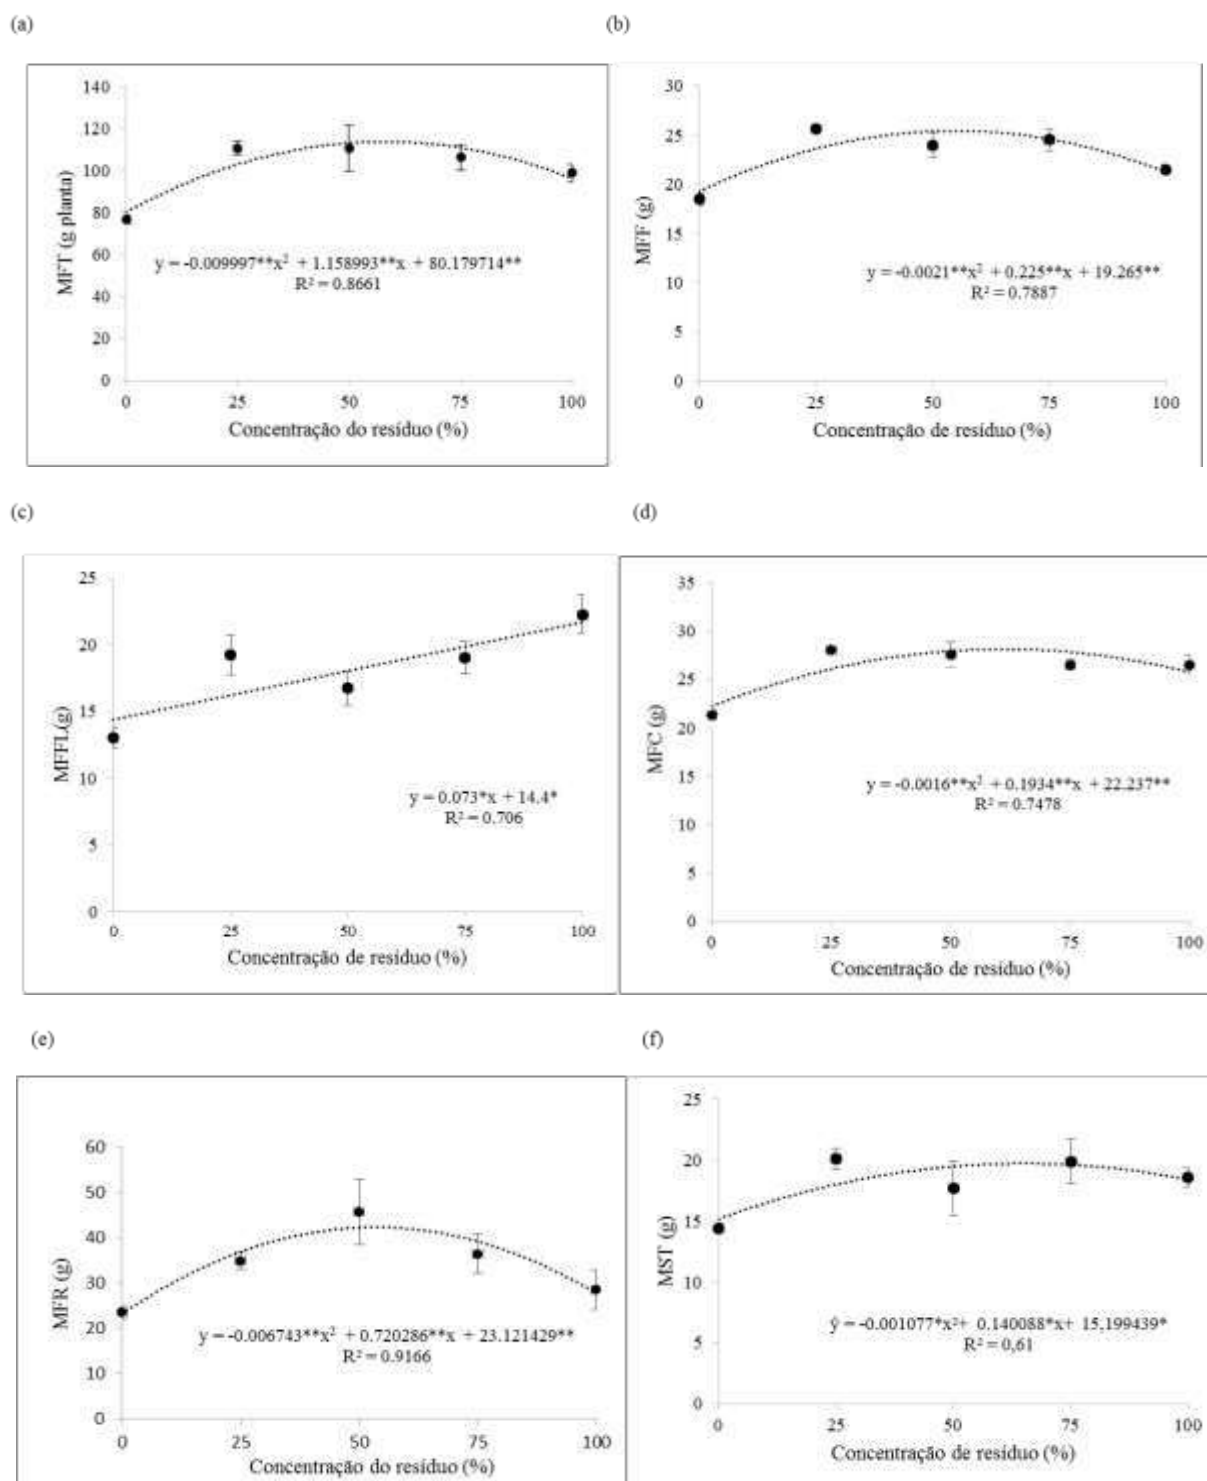 (a)
(b)
MFT (g planta)
140
120
100
80
60
40
20
0
y = -0.009997**x² + 1.158993**x + 80.179714**
R² = 0.8661
0 25 50 75 100
Concentração do resíduo (%)
MFF (g)
30
25
20
15
10
5
0
y = -0.0021**x² + 0.225**x + 19.265**
R² = 0.7887
0 25 50 75 100
Concentração de resíduo (%)
(c)
(d)
MFFL(g)
25
20
15
10
5
0
y = 0.073*x + 14.4*
R² = 0.706
0 25 50 75 100
Concentração de resíduo (%)
MFC (g)
35
30
25
20
15
10
5
0
y = -0.0016**x² + 0.1934**x + 22.237**
R² = 0.7478
0 25 50 75 100
Concentração de resíduo (%)
(e)
(f)
MFR (g)
60
50
40
30
20
10
0
y = -0.006743**x² + 0.720286**x + 23.121429**
R² = 0.9166
0 25 50 75 100
Concentração do resíduo (%)
MST (g)
25
20
15
10
5
0
ŷ = -0.001077*x²+ 0.140088*x+ 15,199439*
R² = 0,61
0 25 50 75 100
Concentração de resíduo (%)